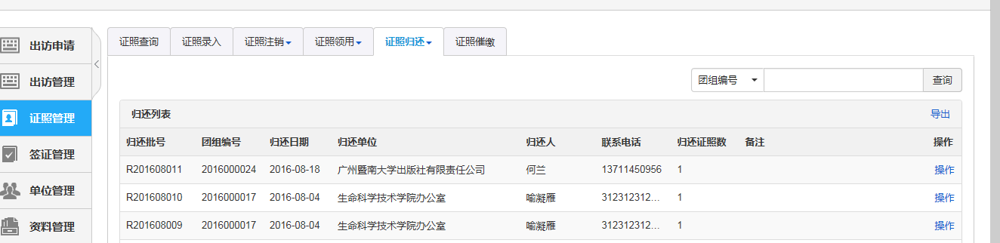 出访申请
出访管理
证照管理
签证管理
单位管理
资料管理
证照查询 证照录入 证照注销 证照领用 证照归还 证照催缴
团组编号 查询
归还列表 导出
归还批号 团组编号 归还日期 归还单位 归还人 联系电话 归还证照数 备注 操作
R201608011 2016000024 2016-08-18 广州暨南大学出版社有限责任公司 何兰 13711450956 1 操作
R201608010 2016000017 2016-08-04 生命科学技术学院办公室 喻凝雁 312312312... 1 操作
R201608009 2016000017 2016-08-04 生命科学技术学院办公室 喻凝雁 312312312... 1 操作